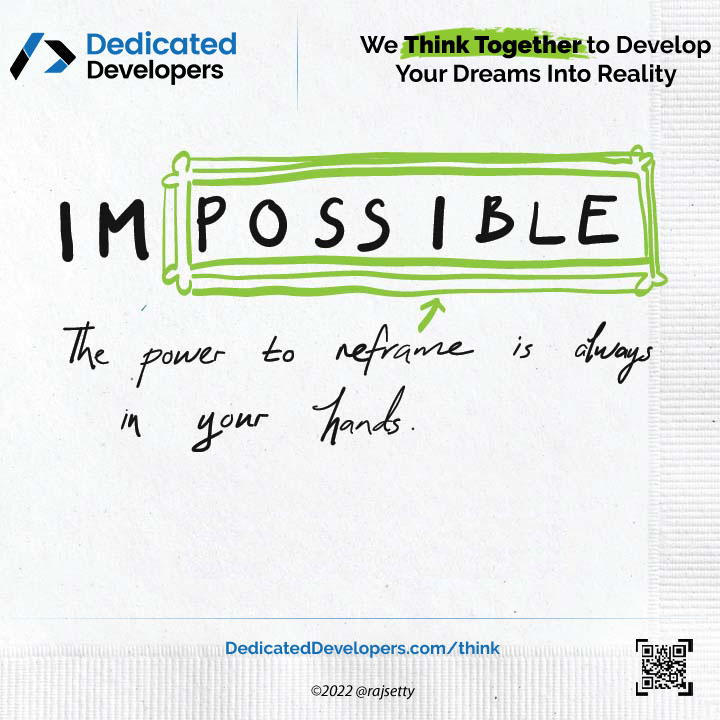 Dedicated
Developers
We Think Together to Develop
Your Dreams Into Reality
IMPOSSIBLE
The power to reframe is always
in your hands.
DedicatedDevelopers.com/think
©2022 @rajsetty